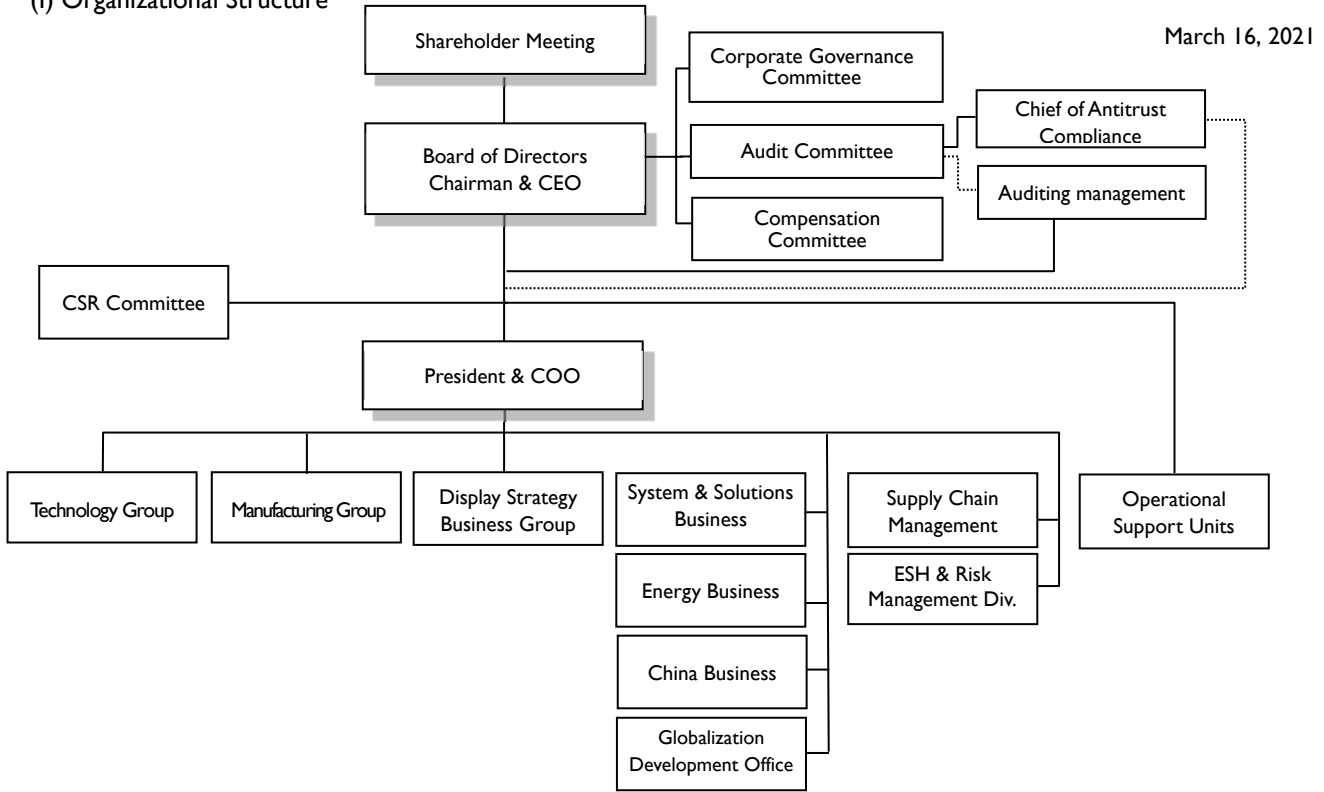 (I) Organizational Structure
March 16, 2021
Shareholder Meeting
Corporate Governance
Committee
Chief of Antitrust
Compliance
Board of Directors
Chairman & CEO
Audit Committee
Auditing management
Compensation
Committee
CSR Committee
President & COO
Technology Group
Manufacturing Group
Display Strategy
Business Group
System & Solutions
Business
Supply Chain
Management
Operational
Support Units
Energy Business
ESH & Risk
Management Div.
China Business
Globalization
Development Office